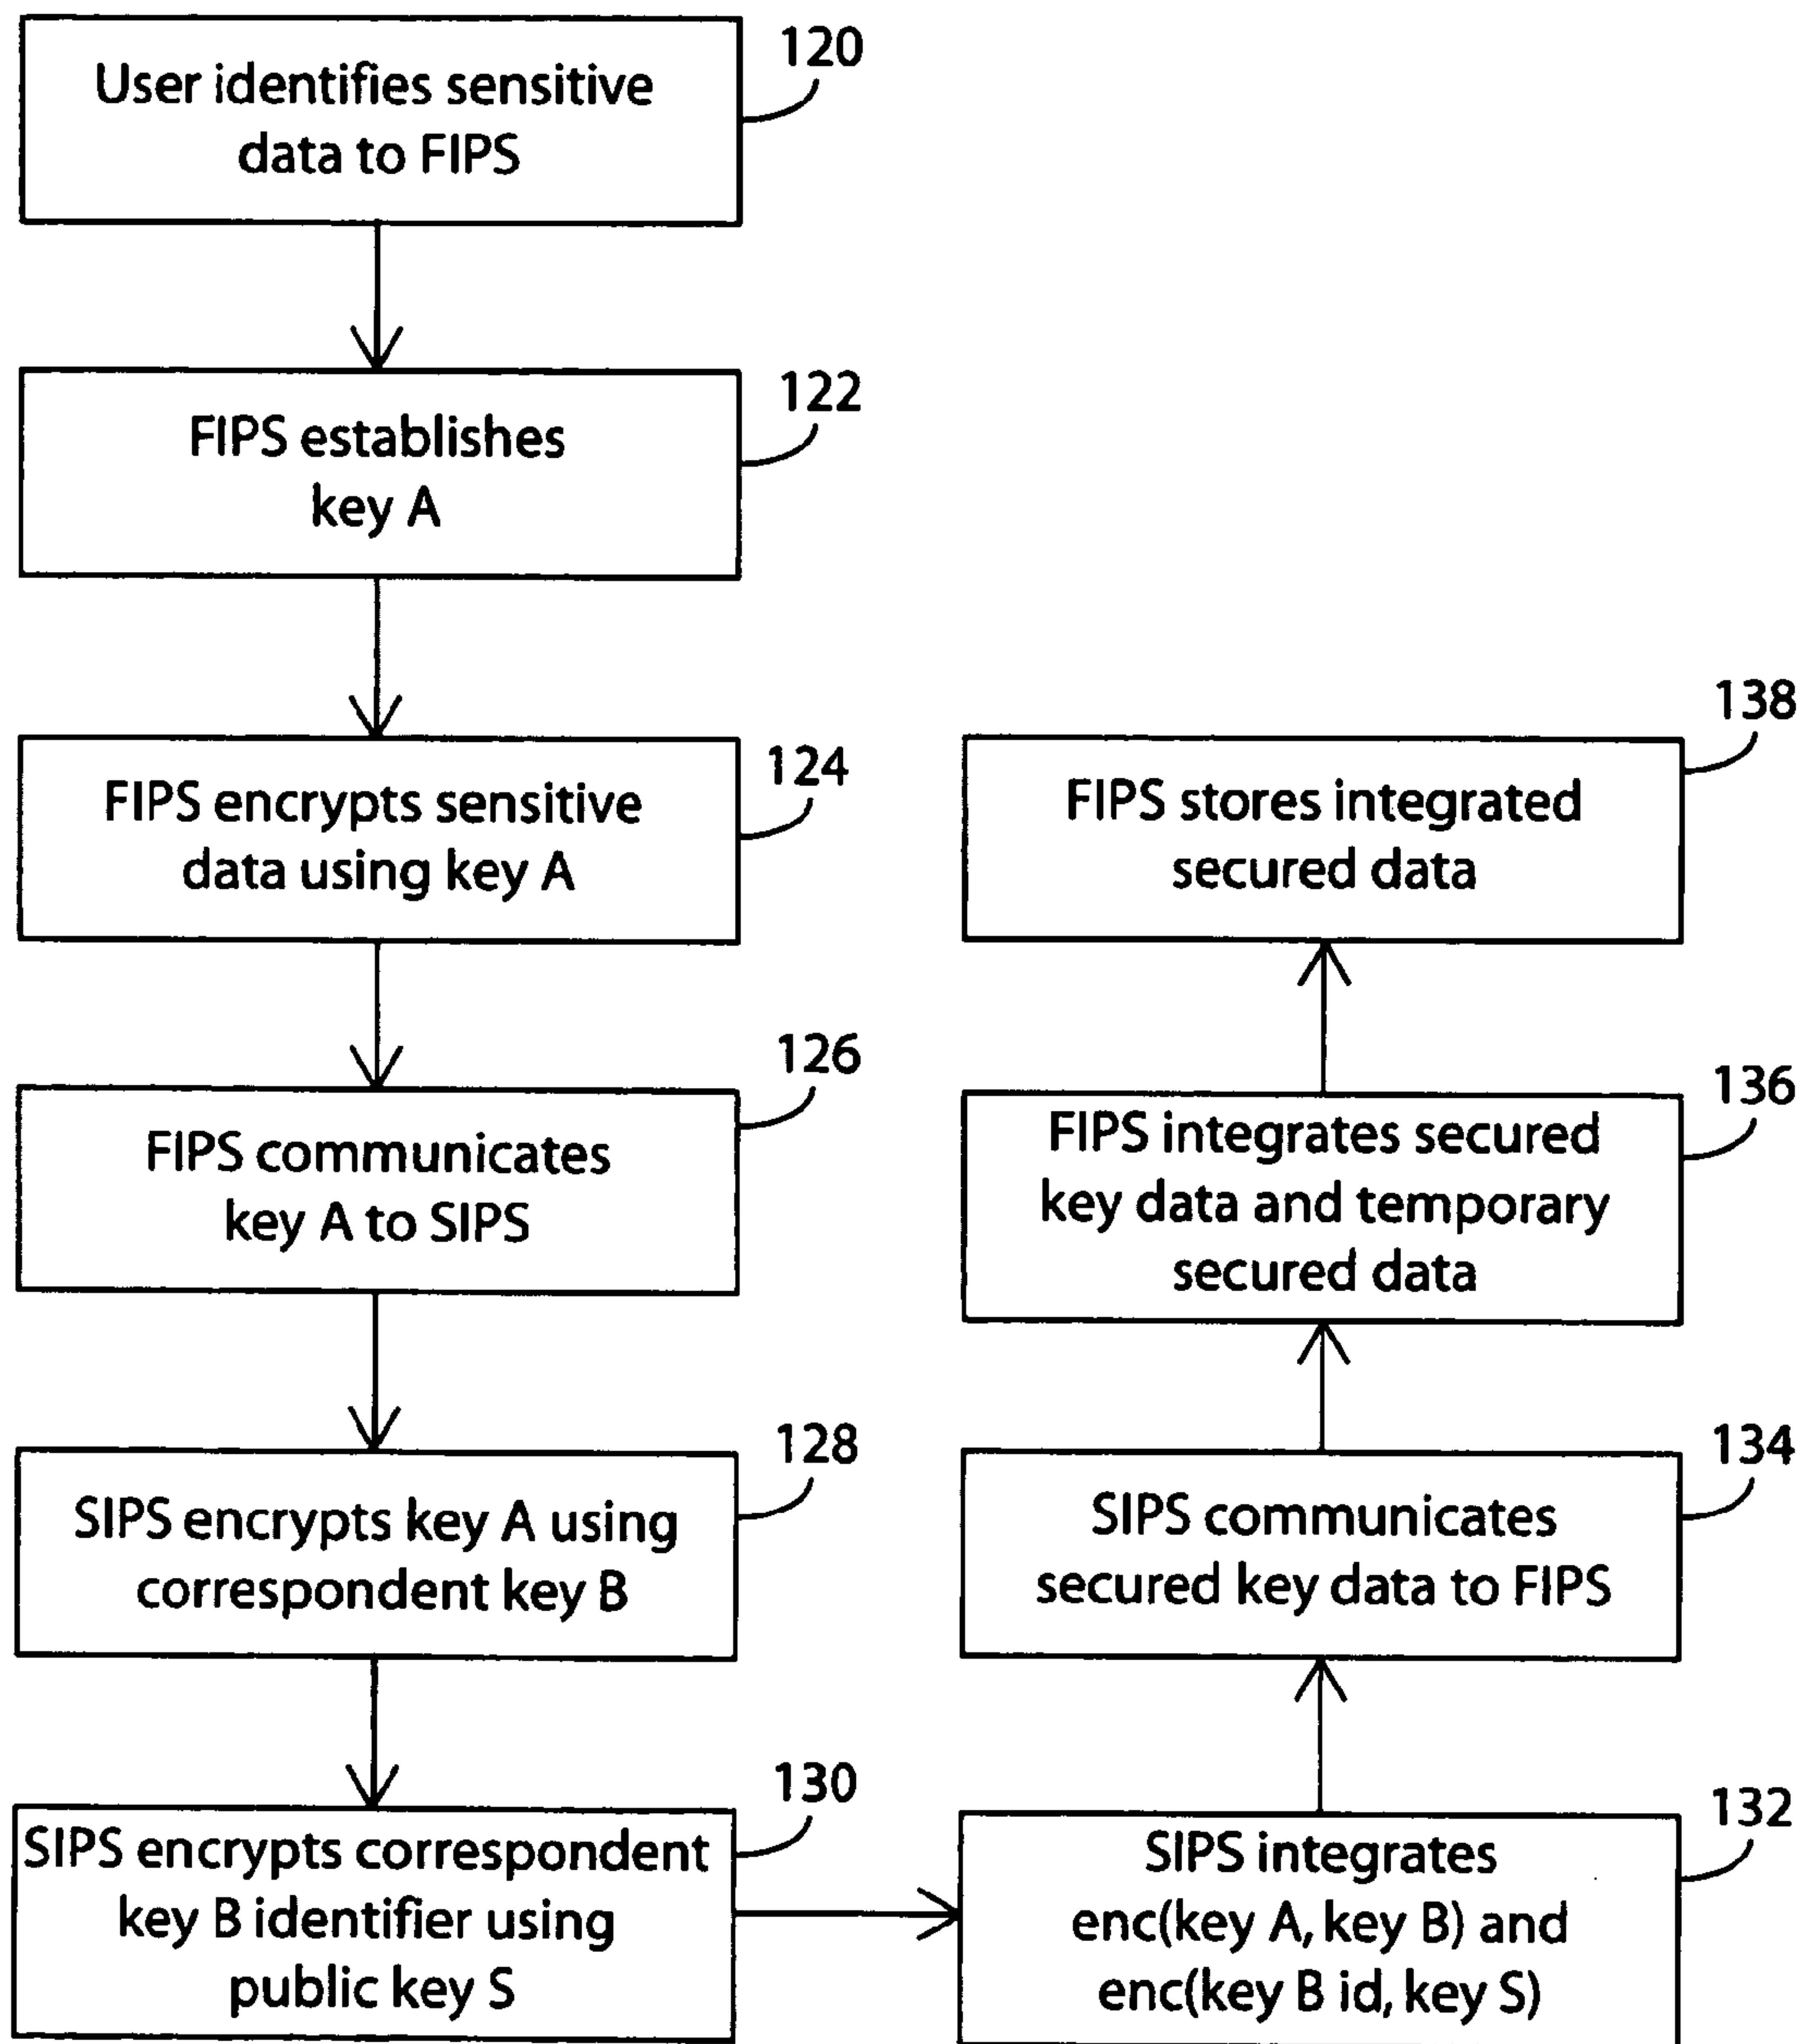 120
User identifies sensitive
data to FIPS
122
FIPS establishes
key A
124
FIPS encrypts sensitive
data using key A
126
FIPS communicates
key A to SIPS
128
SIPS encrypts key A using
correspondent key B
130
SIPS encrypts correspondent
key B identifier using
public key S
132
SIPS integrates
enc(key A, key B) and
enc(key B id, key S)
134
SIPS communicates
secured key data to FIPS
136
FIPS integrates secured
key data and temporary
secured data
138
FIPS stores integrated
secured data